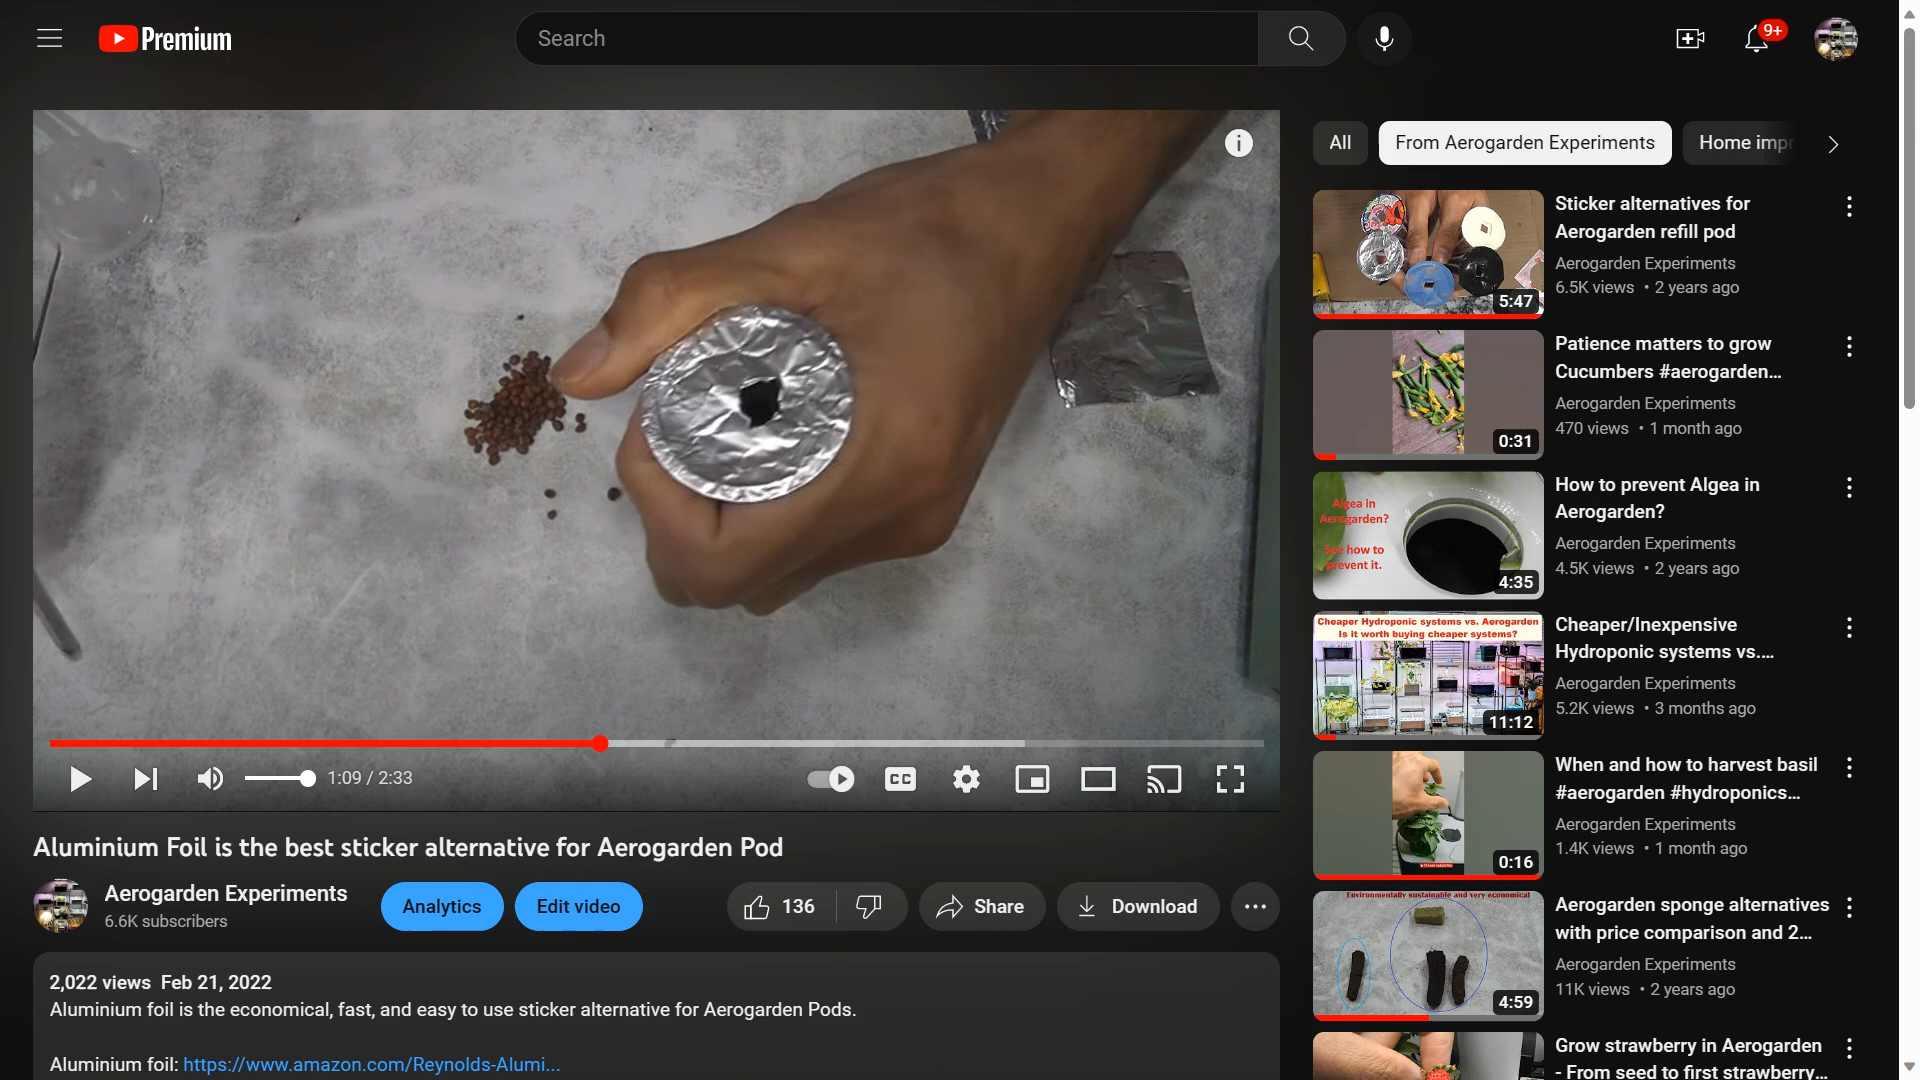 Premium
Search
9+
All
From Aerogarden Experiments
Home impr
Sticker alternatives for
Aerogarden refill pod
Aerogarden Experiments
6.5K views • 2 years ago
5:47
Patience matters to grow
Cucumbers #aerogarden...
Aerogarden Experiments
470 views • 1 month ago
0:31
Algea in
Aerogarden?
See how to
prevent it.
4:35
How to prevent Algea in
Aerogarden?
Aerogarden Experiments
4.5K views • 2 years ago
Cheaper Hydroponic systems vs. Aerogarden
Is it worth buying cheaper systems?
11:12
Cheaper/Inexpensive
Hydroponic systems vs....
Aerogarden Experiments
5.2K views • 3 months ago
When and how to harvest basil
#aerogarden #hydroponics...
Aerogarden Experiments
1.4K views • 1 month ago
0:16
Environmentally sustainable and very economical
4:59
Aerogarden sponge alternatives
with price comparison and 2...
Aerogarden Experiments
11K views • 2 years ago
Grow strawberry in Aerogarden
- From seed to first strawberry...
1:09 / 2:33
CC
Aluminium Foil is the best sticker alternative for Aerogarden Pod
Aerogarden Experiments
6.6K subscribers
Analytics
Edit video
136
Share
Download
2,022 views Feb 21, 2022
Aluminium foil is the economical, fast, and easy to use sticker alternative for Aerogarden Pods.
Aluminium foil: https://www.amazon.com/Reynolds-Alumi...